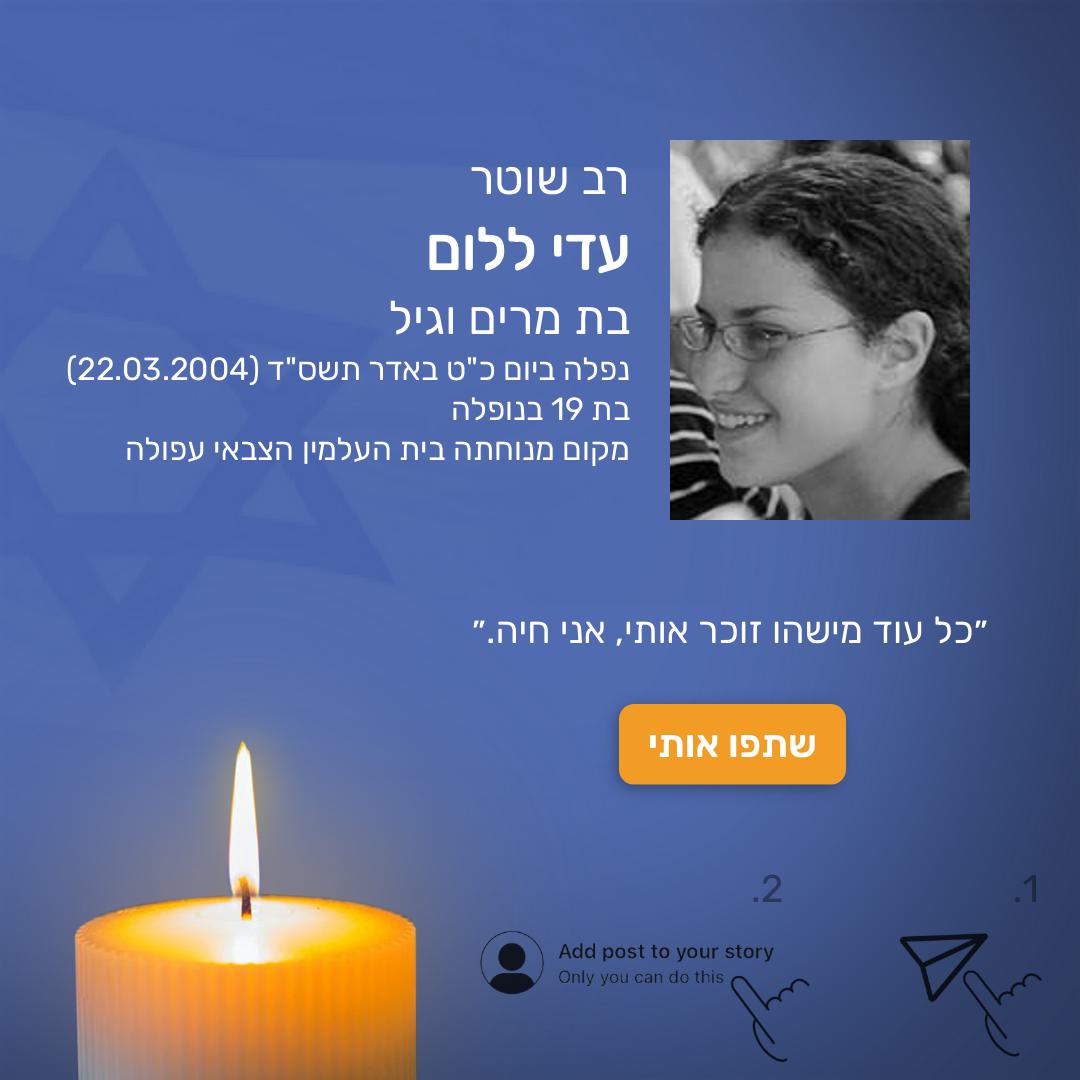 רב שוטר
עדי ללום
בת מרים וגיל
נפלה ביום כ"ט באדר תשס"ד (22.03.2004)
בת 19 בנופלה
מקום מנוחתה בית העלמין הצבאי עפולה
״כל עוד מישהו זוכר אותי, אני חיה.״
שתפו אותי
1.
2.
Add post to your story
Only you can do this